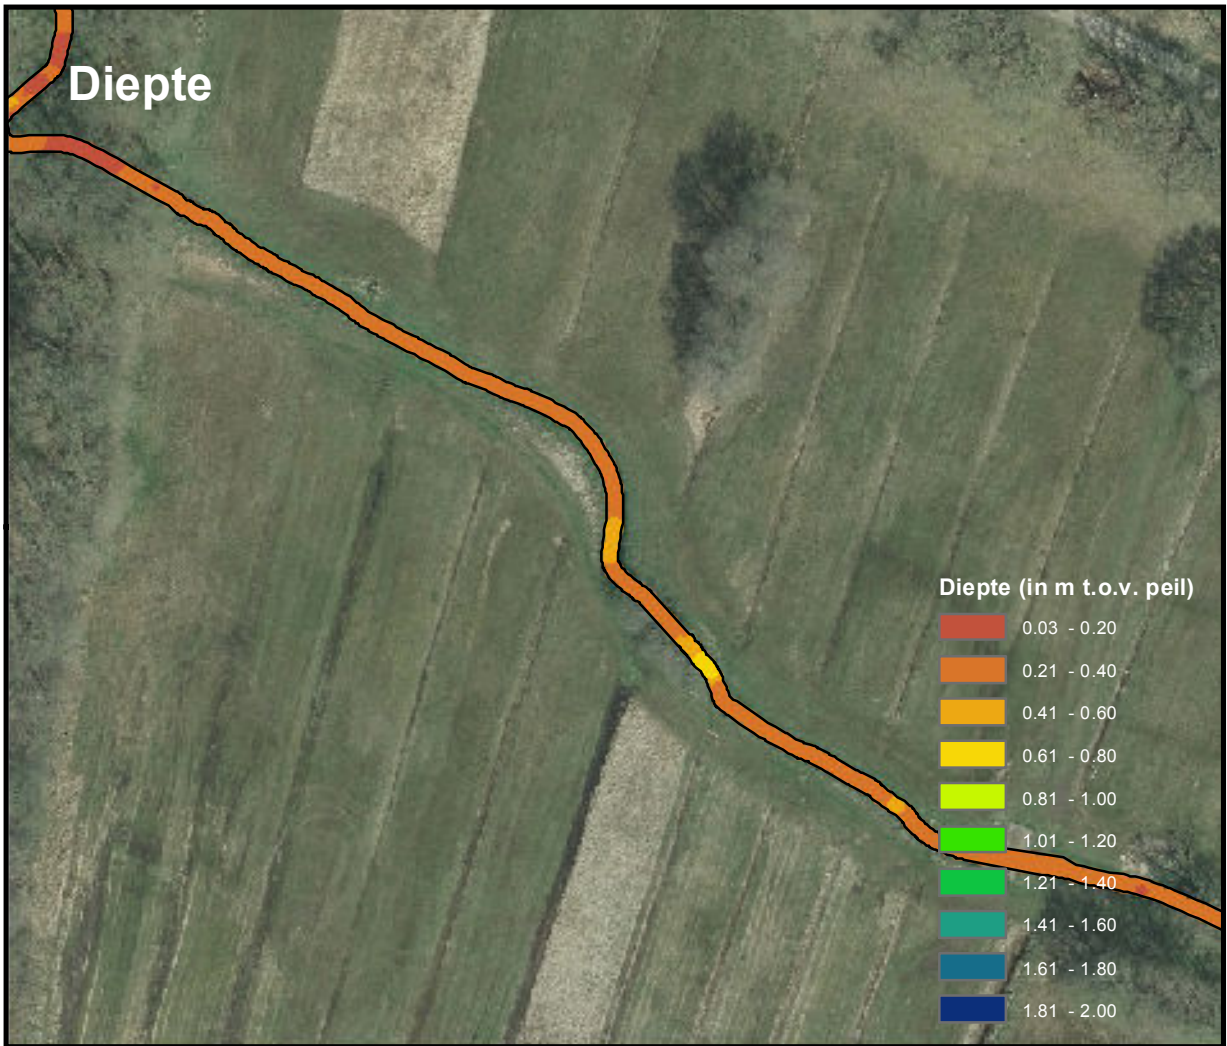 Diepte
Diepte (in m t.o.v. peil)
0.03 - 0.20
0.21 - 0.40
0.41 - 0.60
0.61 - 0.80
0.81 - 1.00
1.01 - 1.20
1.21 - 1.40
1.41 - 1.60
1.61 - 1.80
1.81 - 2.00